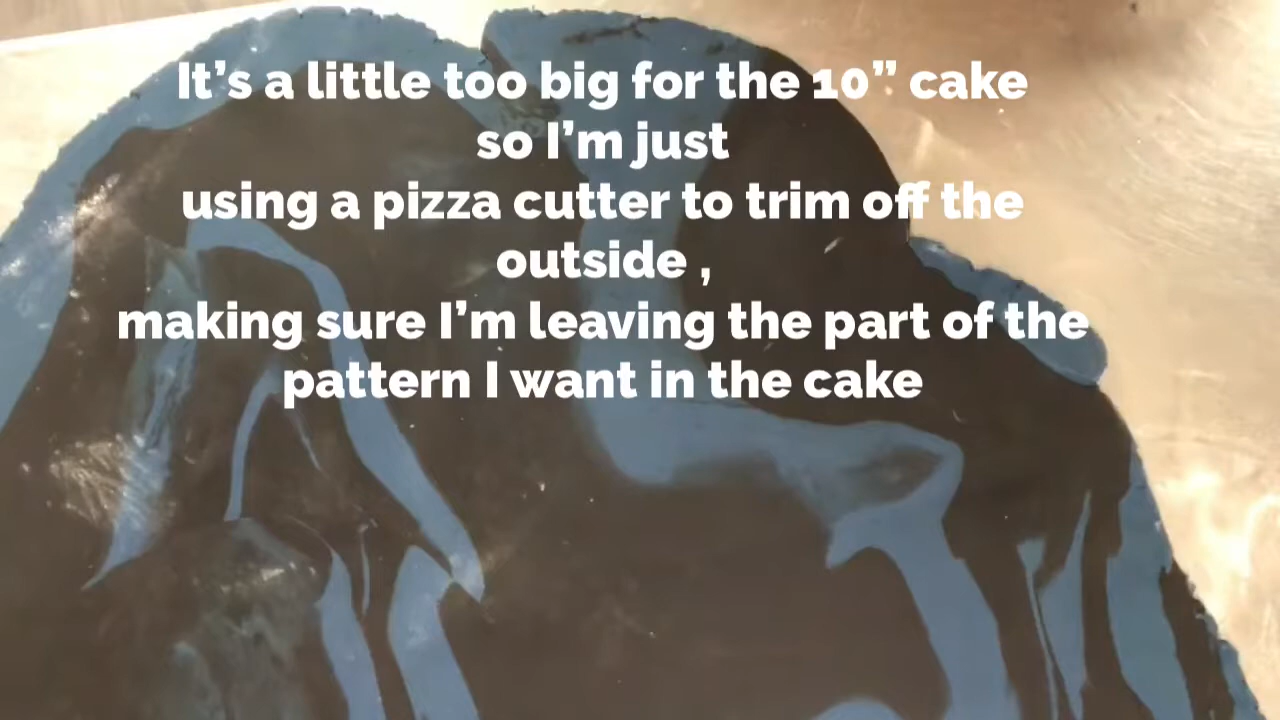 It’s a little too big for the 10” cake
so I’m just
using a pizza cutter to trim off the
outside ,
making sure I’m leaving the part of the
pattern I want in the cake